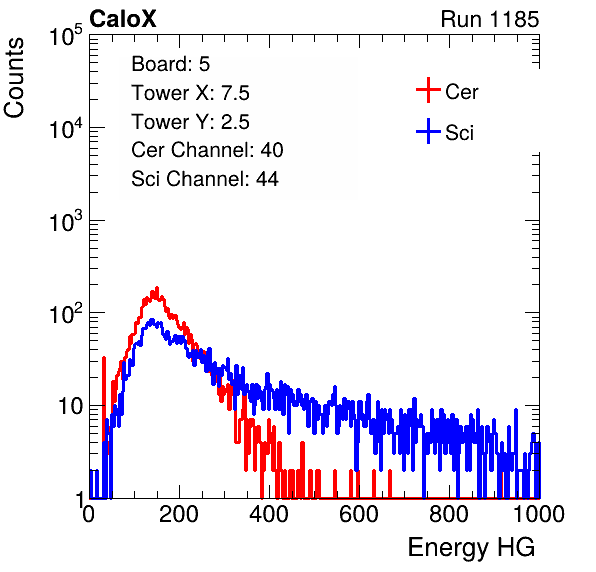 CaloX Run 1185
Counts
Board: 5
Tower X: 7.5
Tower Y: 2.5
Cer Channel: 40
Sci Channel: 44
Cer
Sci
10^5
10^4
10^3
10^2
10
1
0 200 400 600 800 1000
Energy HG